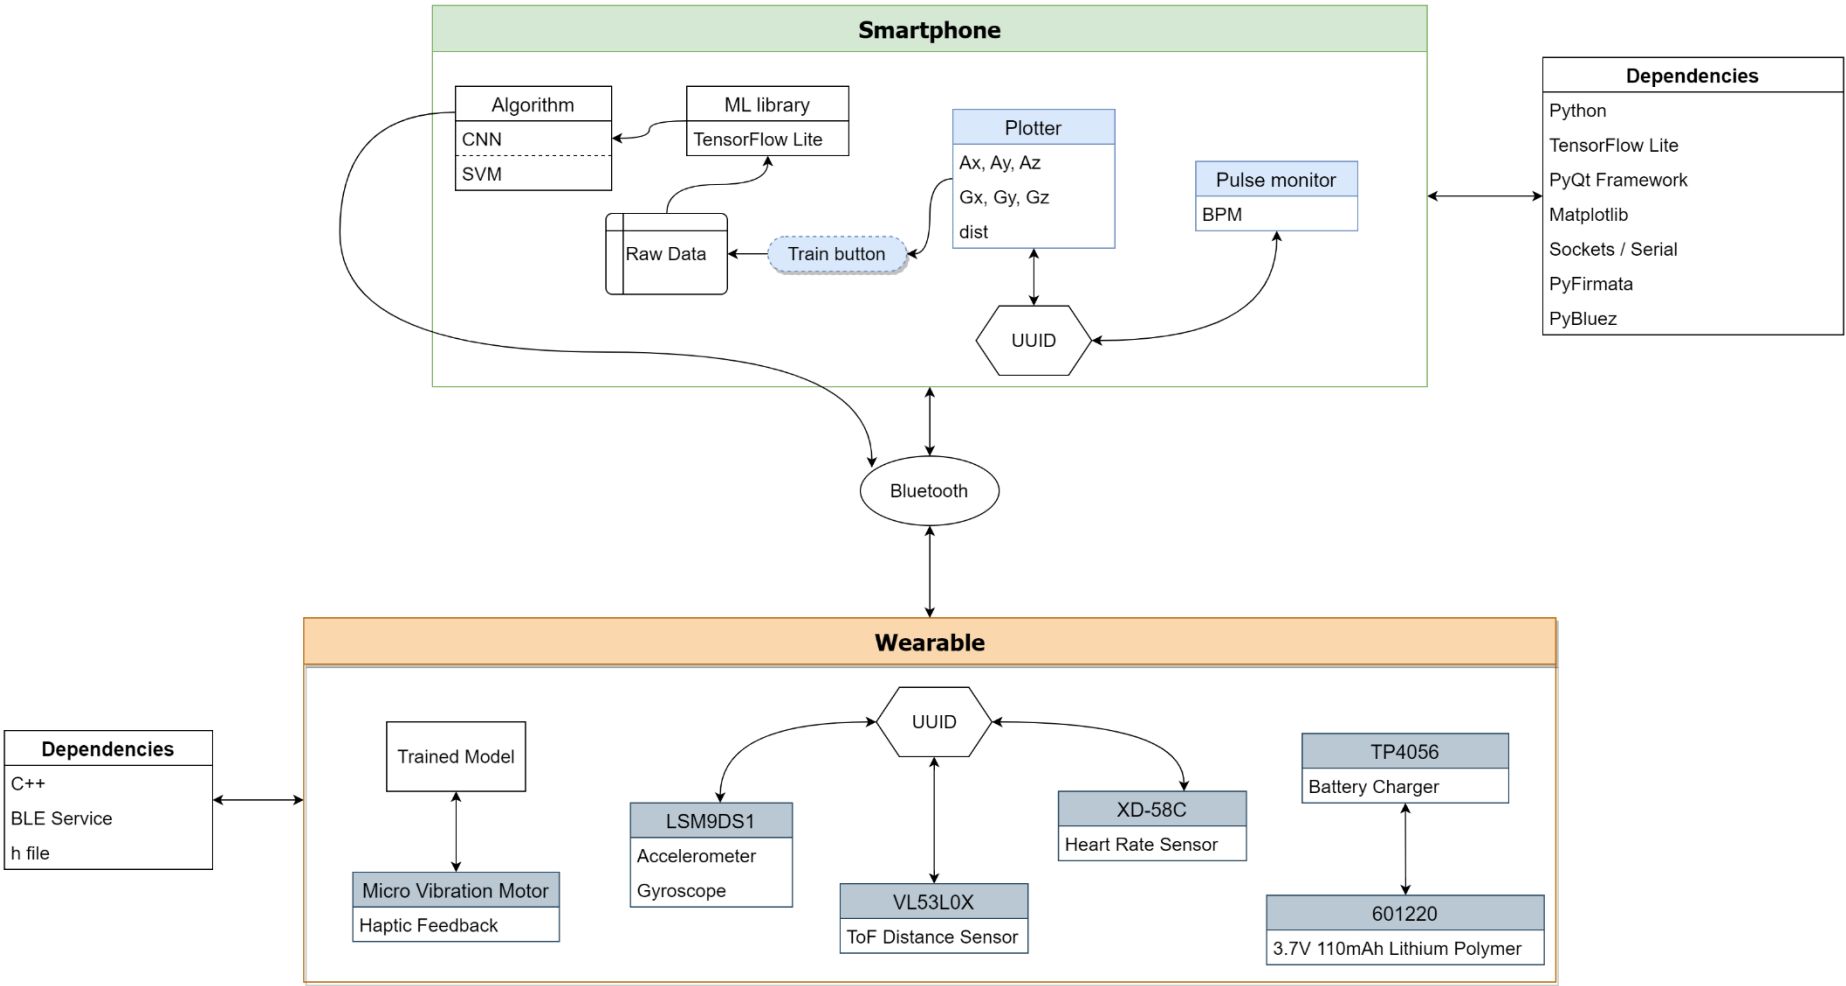 Smartphone
Algorithm
CNN
SVM
ML library
TensorFlow Lite
Raw Data
Train button
Plotter
Ax, Ay, Az
Gx, Gy, Gz
dist
Pulse monitor
BPM
UUID
Dependencies
Python
TensorFlow Lite
PyQt Framework
Matplotlib
Sockets / Serial
PyFirmata
PyBluez
Bluetooth
Wearable
Dependencies
C++
BLE Service
h file
Trained Model
Micro Vibration Motor
Haptic Feedback
UUID
LSM9DS1
Accelerometer
Gyroscope
VL53L0X
ToF Distance Sensor
XD-58C
Heart Rate Sensor
TP4056
Battery Charger
601220
3.7V 110mAh Lithium Polymer